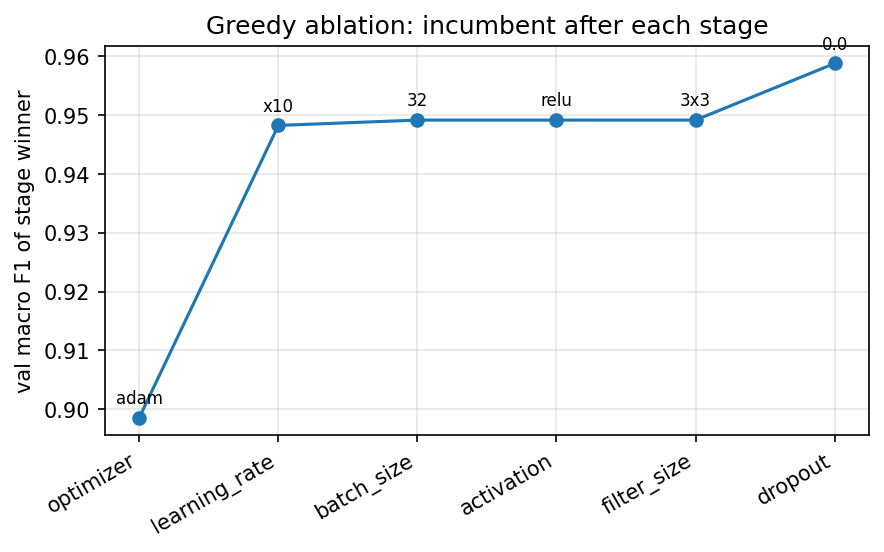 Greedy ablation: incumbent after each stage
val macro F1 of stage winner
0.96
0.95
0.94
0.93
0.92
0.91
0.90
adam
x10
32
relu
3x3
0.0
optimizer
learning_rate
batch_size
activation
filter_size
dropout